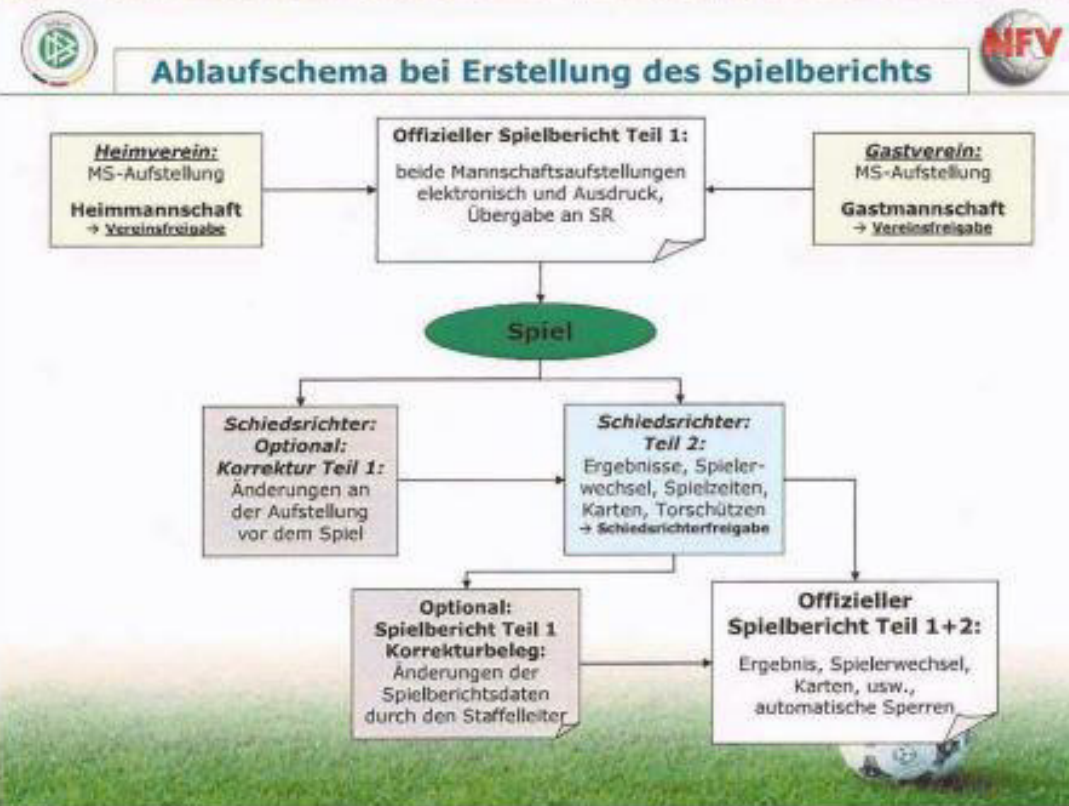 DFB
NFV
Ablaufschema bei Erstellung des Spielberichts
Heimverein:
MS-Aufstellung
Heimmannschaft
→ Vereinsfreigabe
Offizieller Spielbericht Teil 1:
beide Mannschaftsaufstellungen
elektronisch und Ausdruck,
Übergabe an SR
Gastverein:
MS-Aufstellung
Gastmannschaft
→ Vereinsfreigabe
Spiel
Schiedsrichter:
Optional:
Korrektur Teil 1:
Änderungen an
der Aufstellung
vor dem Spiel
Schiedsrichter:
Teil 2:
Ergebnisse, Spieler-
wechsel, Spielzeiten,
Karten, Torschützen
→ Schiedsrichterfreigabe
Optional:
Spielbericht Teil 1
Korrekturbeleg:
Änderungen der
Spielberichtsdaten
durch den Staffelleiter
Offizieller
Spielbericht Teil 1+2:
Ergebnis, Spielerwechsel,
Karten, usw.,
automatische Sperren